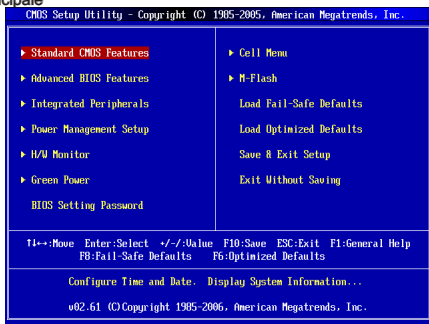 cipale
CMOS Setup Utility - Copyright (C) 1985-2005, American Megatrends, Inc.
Standard CMOS Features
Advanced BIOS Features
Integrated Peripherals
Power Management Setup
H/W Monitor
Green Power
BIOS Setting Password
Cell Menu
M-Flash
Load Fail-Safe Defaults
Load Optimized Defaults
Save & Exit Setup
Exit Without Saving
↑↓←→:Move Enter:Select +/-/:Value F10:Save ESC:Exit F1:General Help
F8:Fail-Safe Defaults F6:Optimized Defaults
Configure Time and Date. Display System Information...
v02.61 (C)Copyright 1985-2006, American Megatrends, Inc.